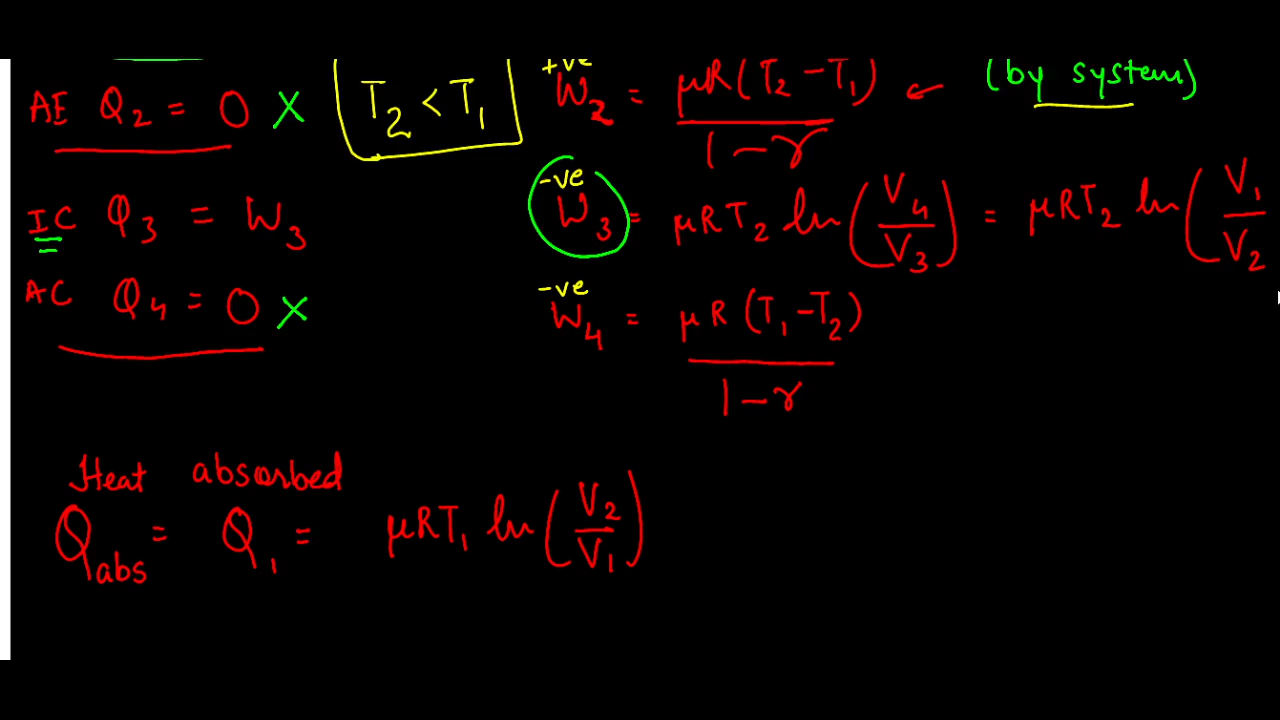 AE Q₂ = 0 X
T₂ < T₁
+ve
W₂ = μR(T₂ - T₁) / 1 - γ
(by system)
IC Q₃ = W₃
-ve
W₃ = μRT₂ ln(V₄/V₃) = μRT₂ ln(V₁/V₂
AC Q₄ = 0 X
-ve
W₄ = μR(T₁ - T₂) / 1 - γ
Heat absorbed
Q abs = Q₁ = μRT₁ ln(V₂/V₁)